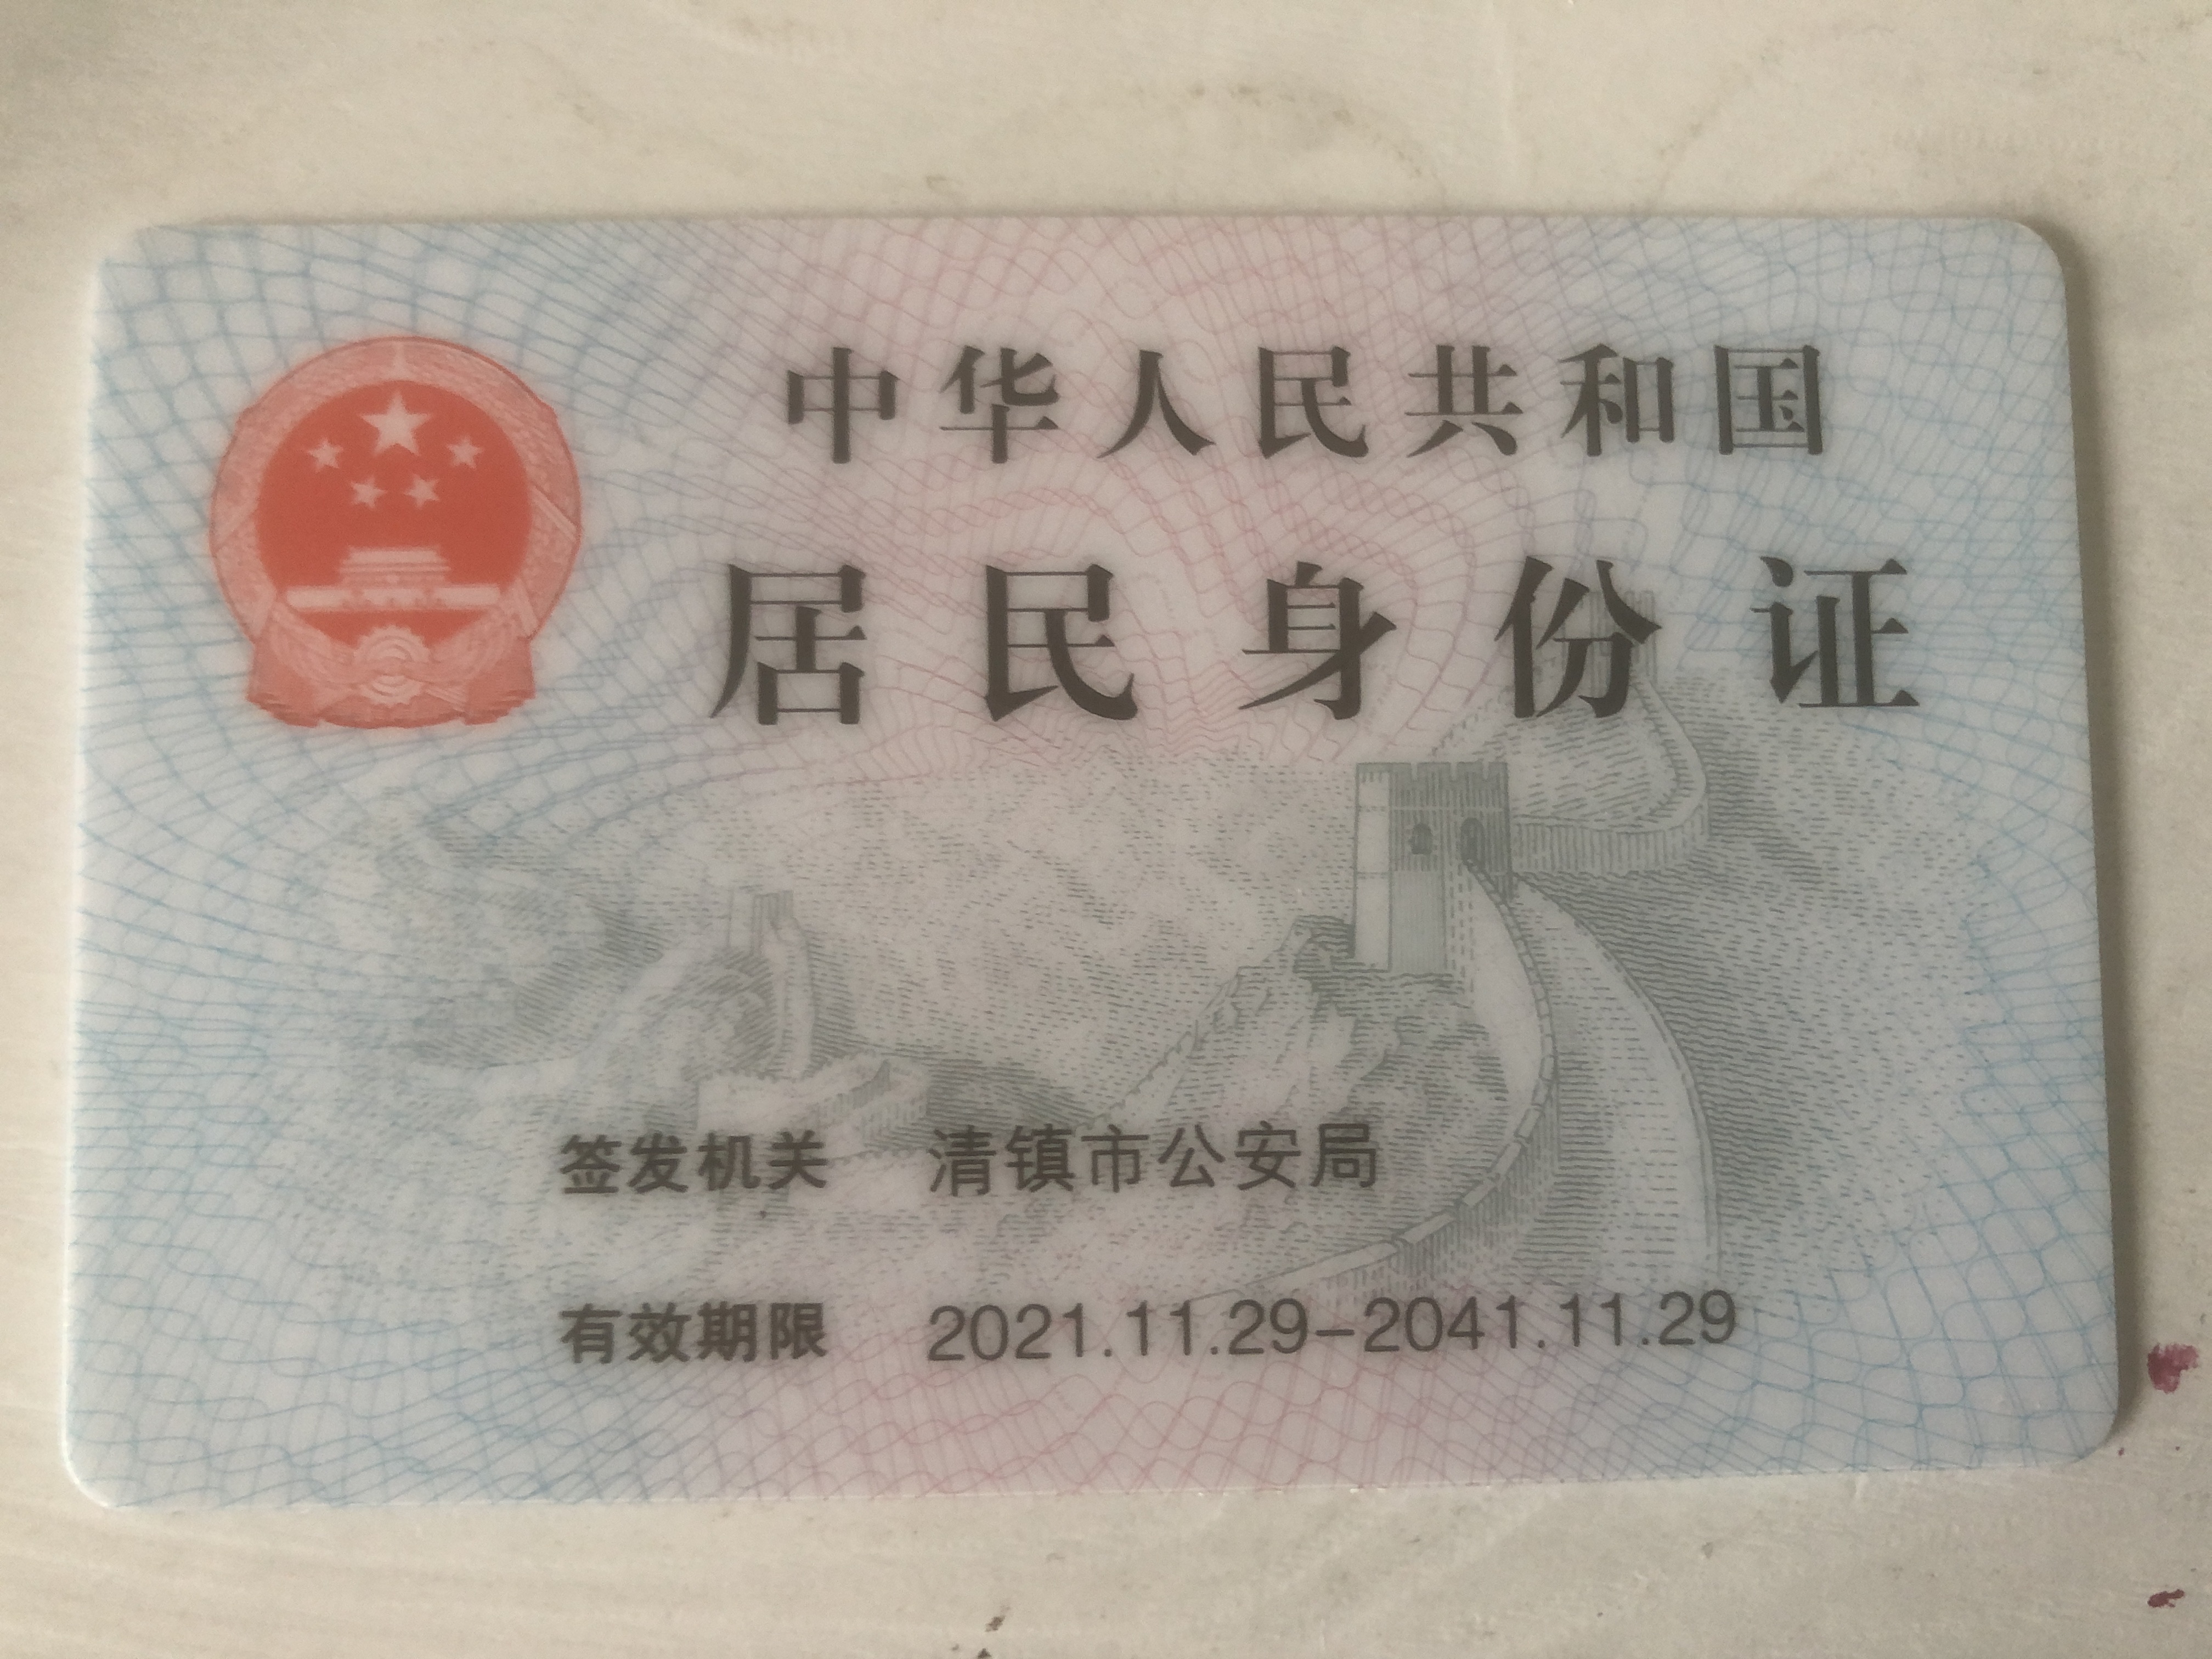 中华人民共和国
居民身份证
签发机关 清镇市公安局
有效期限 2021.11.29-2041.11.29